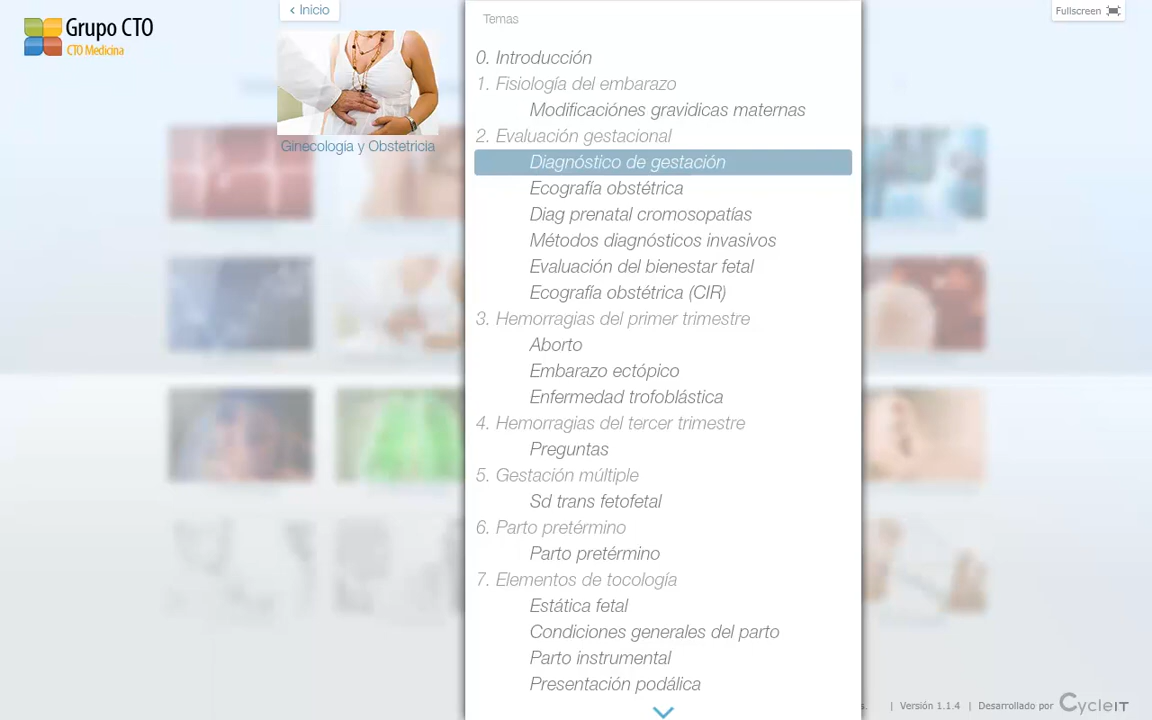 Grupo CTO
CTO Medicina
Inicio
Ginecología y Obstetricia
Temas
0. Introducción
1. Fisiología del embarazo
Modificaciónes gravidicas maternas
2. Evaluación gestacional
Diagnóstico de gestación
Ecografía obstétrica
Diag prenatal cromosopatías
Métodos diagnósticos invasivos
Evaluación del bienestar fetal
Ecografía obstétrica (CIR)
3. Hemorragias del primer trimestre
Aborto
Embarazo ectópico
Enfermedad trofoblástica
4. Hemorragias del tercer trimestre
Preguntas
5. Gestación múltiple
Sd trans fetofetal
6. Parto pretérmino
Parto pretérmino
7. Elementos de tocología
Estática fetal
Condiciones generales del parto
Parto instrumental
Presentación podálica
Fullscreen
s. | Versión 1.1.4 | Desarrollado por CycleIT